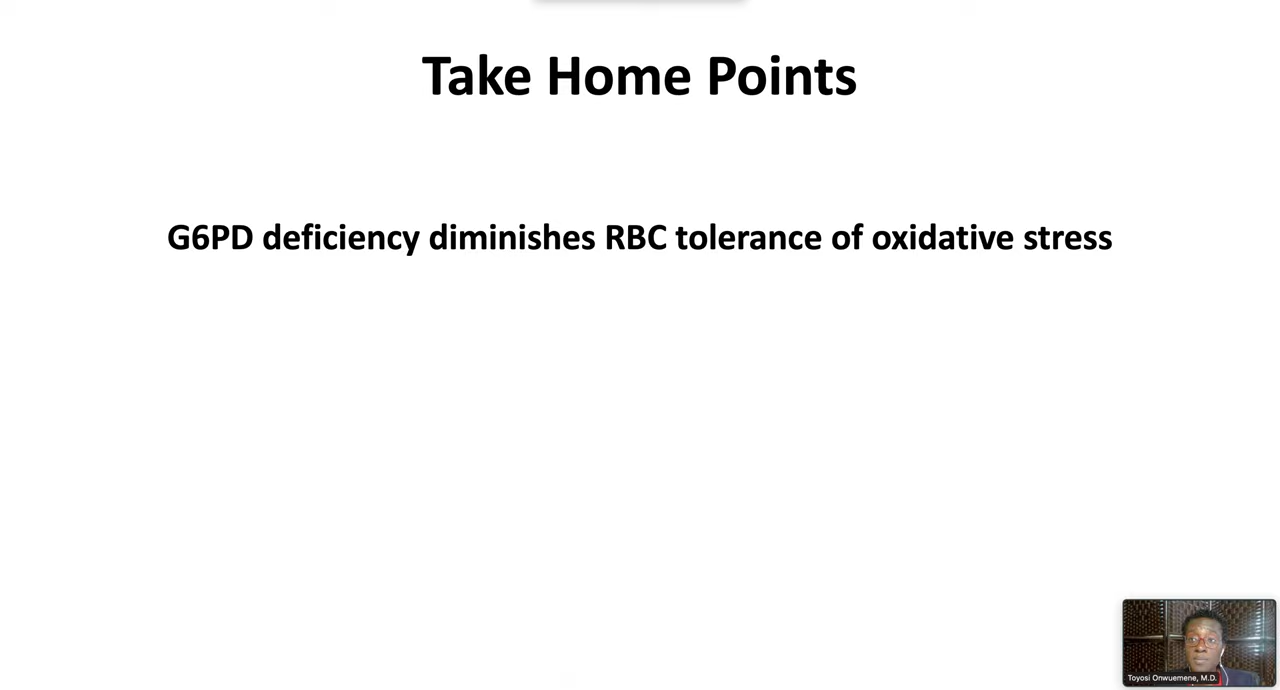 Take Home Points
G6PD deficiency diminishes RBC tolerance of oxidative stress
Toyosi Onwuemene, M.D.